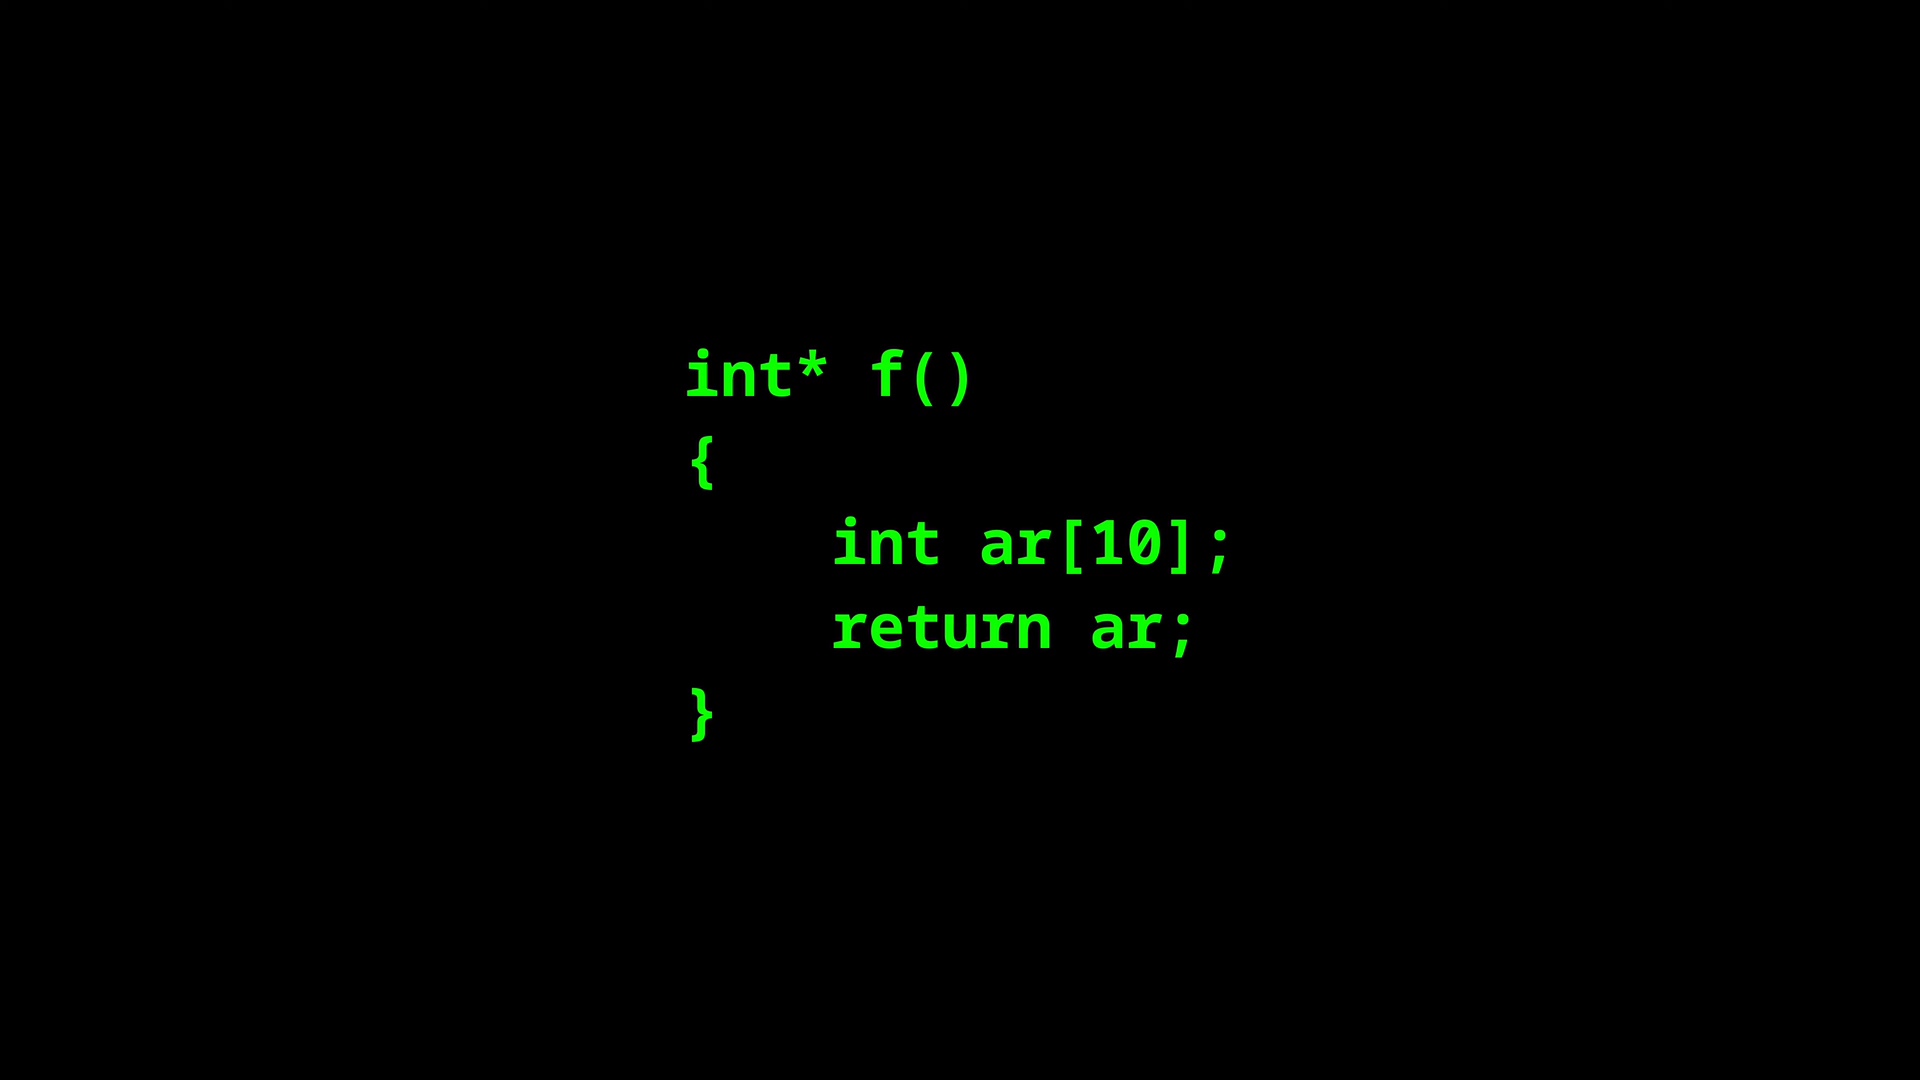 int* f()
{
    int ar[10];
    return ar;
}